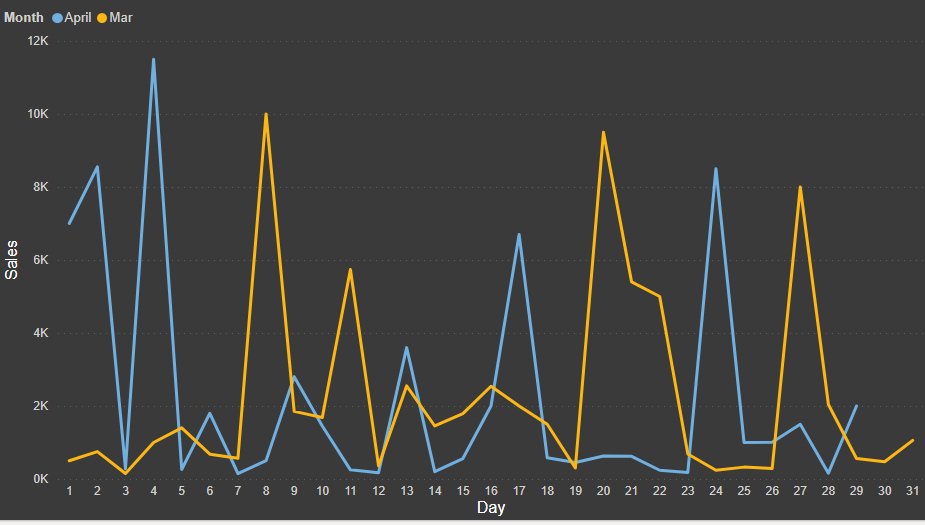 Month April Mar
12K
10K
8K
6K
4K
2K
0K
Sales
1 2 3 4 5 6 7 8 9 10 11 12 13 14 15 16 17 18 19 20 21 22 23 24 25 26 27 28 29 30 31
Day